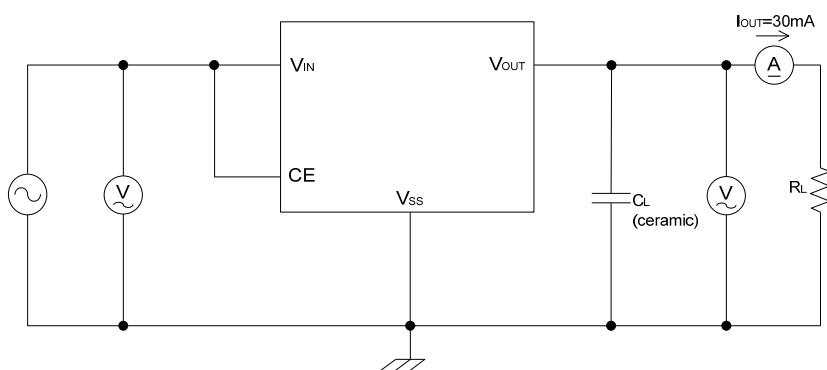 IOUT=30mA
VIN
VOUT
A
CE
V
VSS
CL
(ceramic)
V
RL